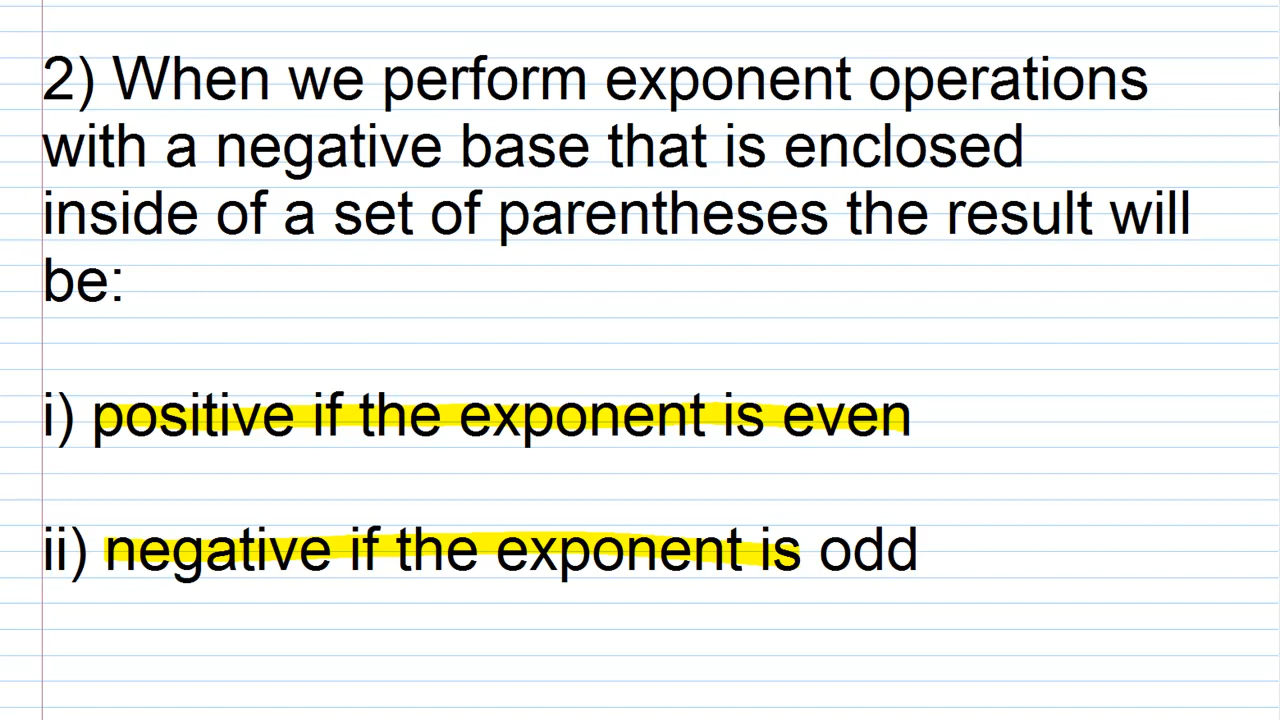 2) When we perform exponent operations
with a negative base that is enclosed
inside of a set of parentheses the result will
be:
i) positive if the exponent is even
ii) negative if the exponent is odd